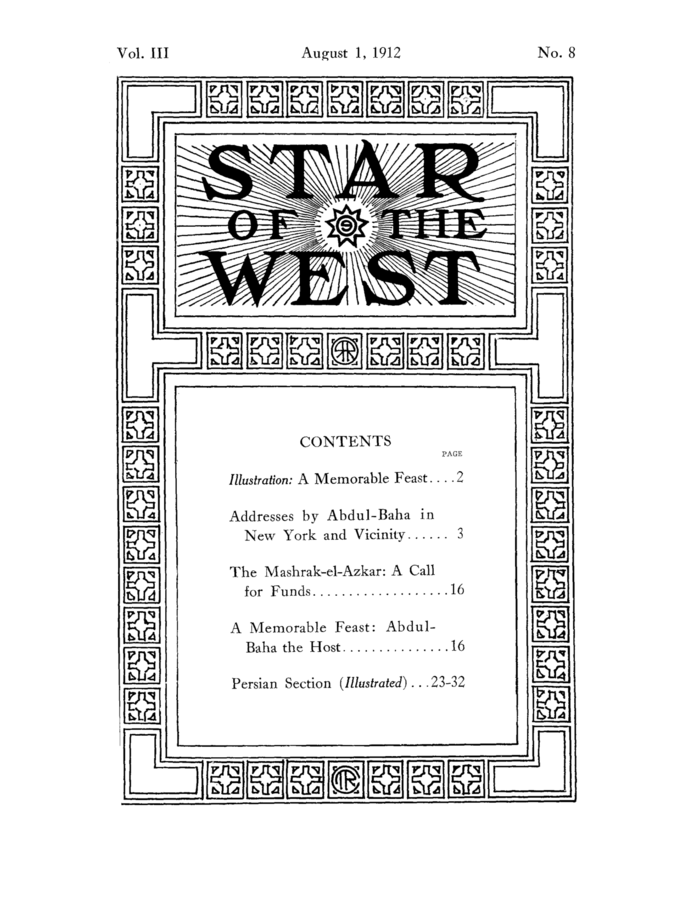 Vol. III August 1, 1912 No. 8
STAR
OF THE
WEST
CONTENTS
PAGE
Illustration: A Memorable Feast....2
Addresses by Abdul-Baha in
New York and Vicinity...... 3
The Mashrak-el-Azkar: A Call
for Funds...................16
A Memorable Feast: Abdul-
Baha the Host...............16
Persian Section (Illustrated)...23-32